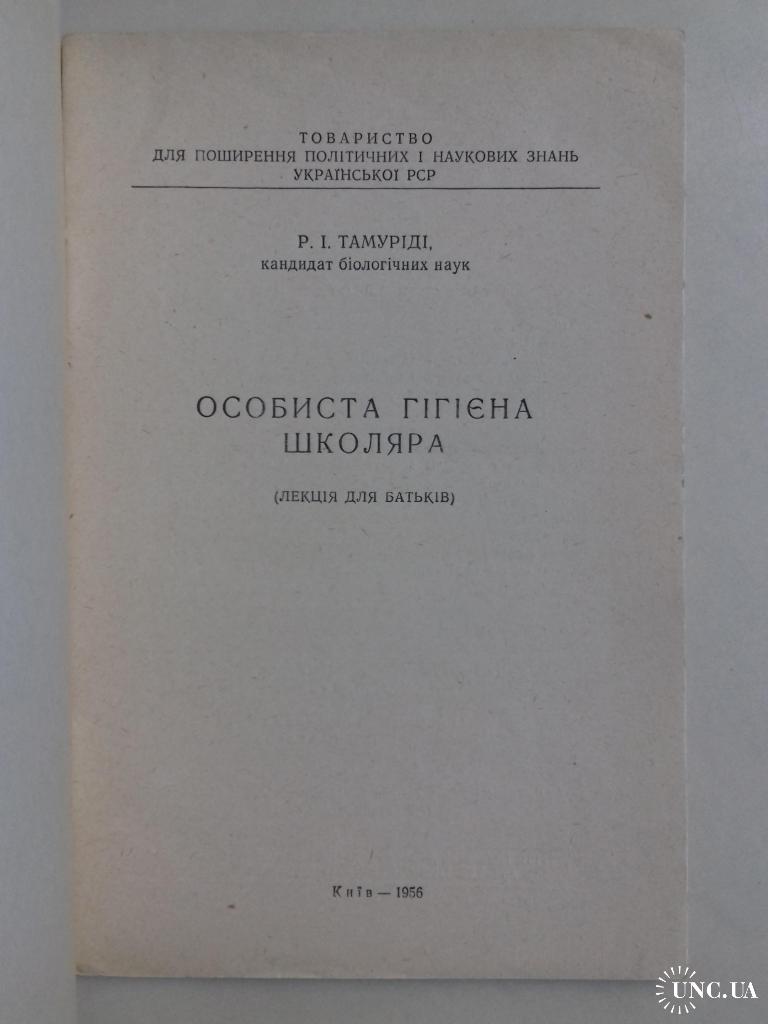 ТОВАРИСТВО
ДЛЯ ПОШИРЕННЯ ПОЛІТИЧНИХ І НАУКОВИХ ЗНАНЬ
УКРАЇНСЬКОЇ РСР
Р. І. ТАМУРІДІ,
кандидат біологічних наук
ОСОБИСТА ГІГІЄНА
ШКОЛЯРА
(ЛЕКЦІЯ ДЛЯ БАТЬКІВ)
Київ — 1956
UNC.UA